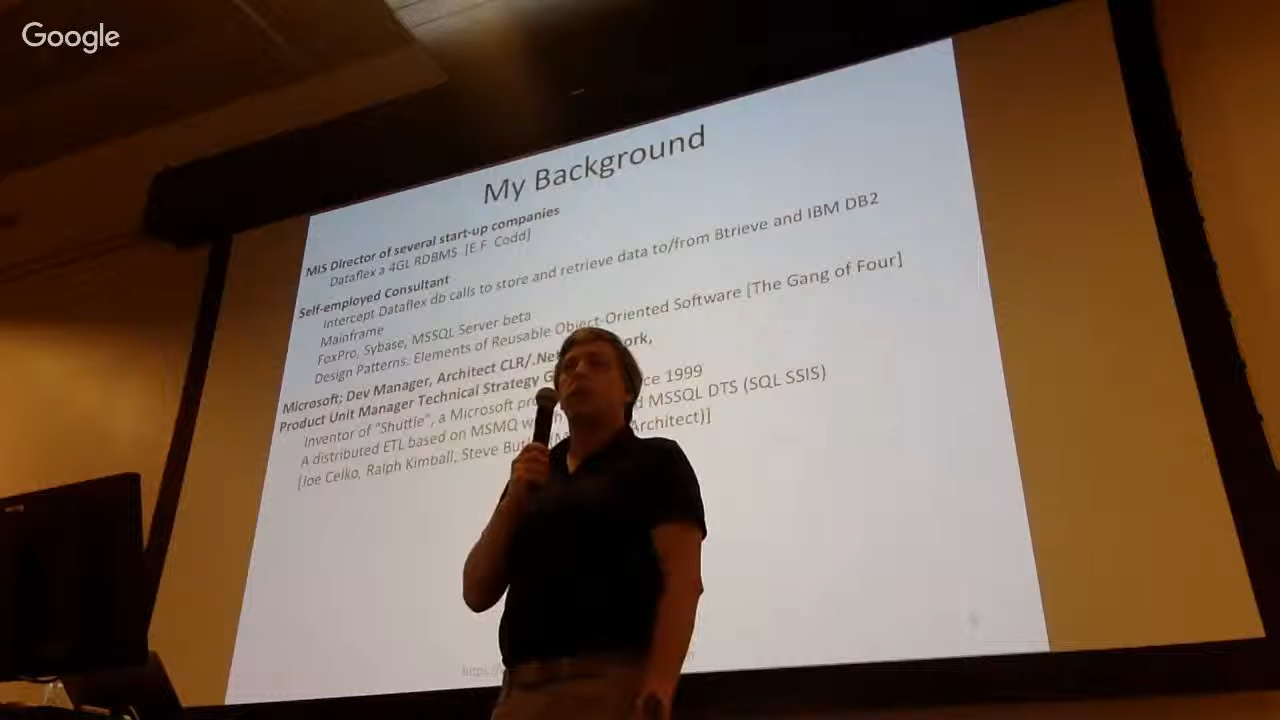 Google
My Background
MIS Director of several start-up companies
Dataflex a 4GL RDBMS [E.F. Codd]
Self-employed Consultant
Intercept Dataflex db calls to store and retrieve data to/from Btrieve and IBM DB2
Mainframe
FoxPro, Sybase, MSSQL Server beta
Design Patterns: Elements of Reusable Object-Oriented Software [The Gang of Four]
Microsoft; Dev Manager, Architect CLR/.Net
Product Unit Manager Technical Strategy 1999
Inventor of "Shuttle", a Microsoft MSSQL DTS (SQL SSIS)
A distributed ETL based on MSMQ Architect)]
[Joe Celko, Ralph Kimball, Steve
https:/